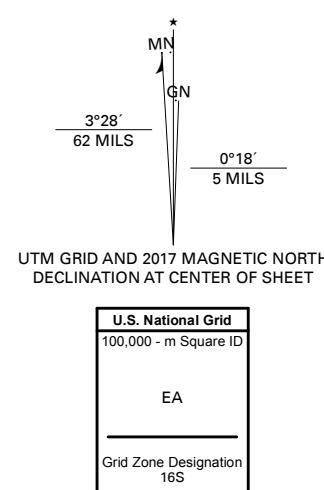 ★
MN
GN
3°28´
62 MILS
0°18´
5 MILS
UTM GRID AND 2017 MAGNETIC NORTH
DECLINATION AT CENTER OF SHEET
U.S. National Grid
100,000 - m Square ID
EA
Grid Zone Designation
16S